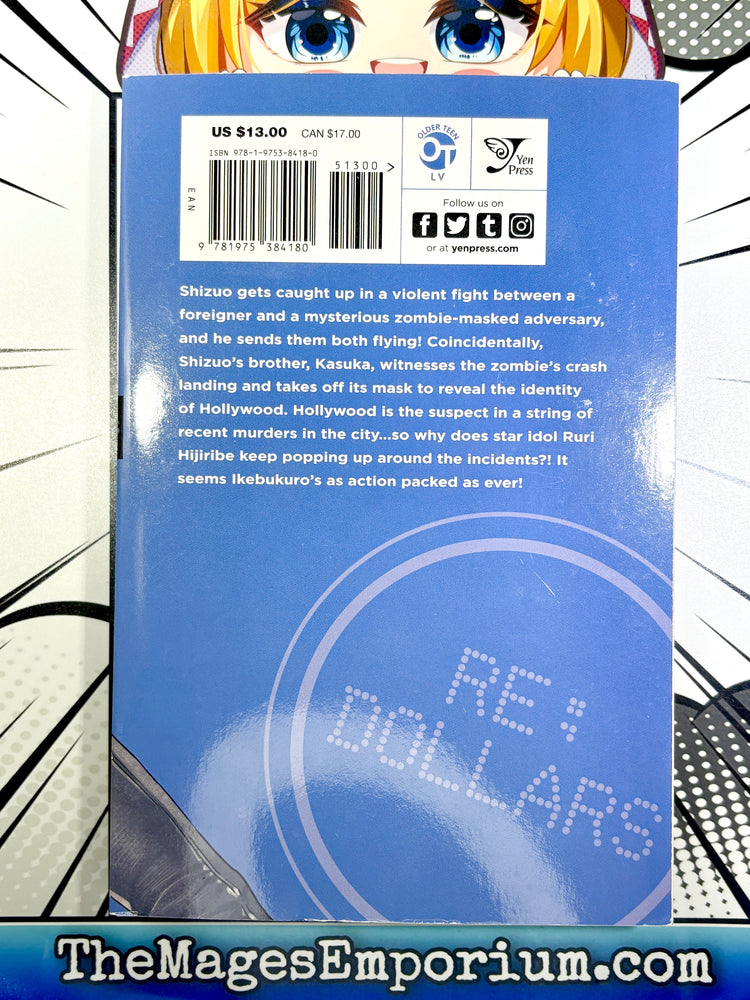 US $13.00 CAN $17.00
ISBN 978-1-9753-8418-0
51300 >
EAN
9 781975 384180
OLDER TEEN
OT
LV
Yen
Press
Follow us on
or at yenpress.com
Shizuo gets caught up in a violent fight between a
foreigner and a mysterious zombie-masked adversary,
and he sends them both flying! Coincidentally,
Shizuo's brother, Kasuka, witnesses the zombie's crash
landing and takes off its mask to reveal the identity
of Hollywood. Hollywood is the suspect in a string of
recent murders in the city...so why does star idol Ruri
Hijiribe keep popping up around the incidents?! It
seems Ikebukuro's as action packed as ever!
RE;
DOLLARS
TheMagesEmporium.com